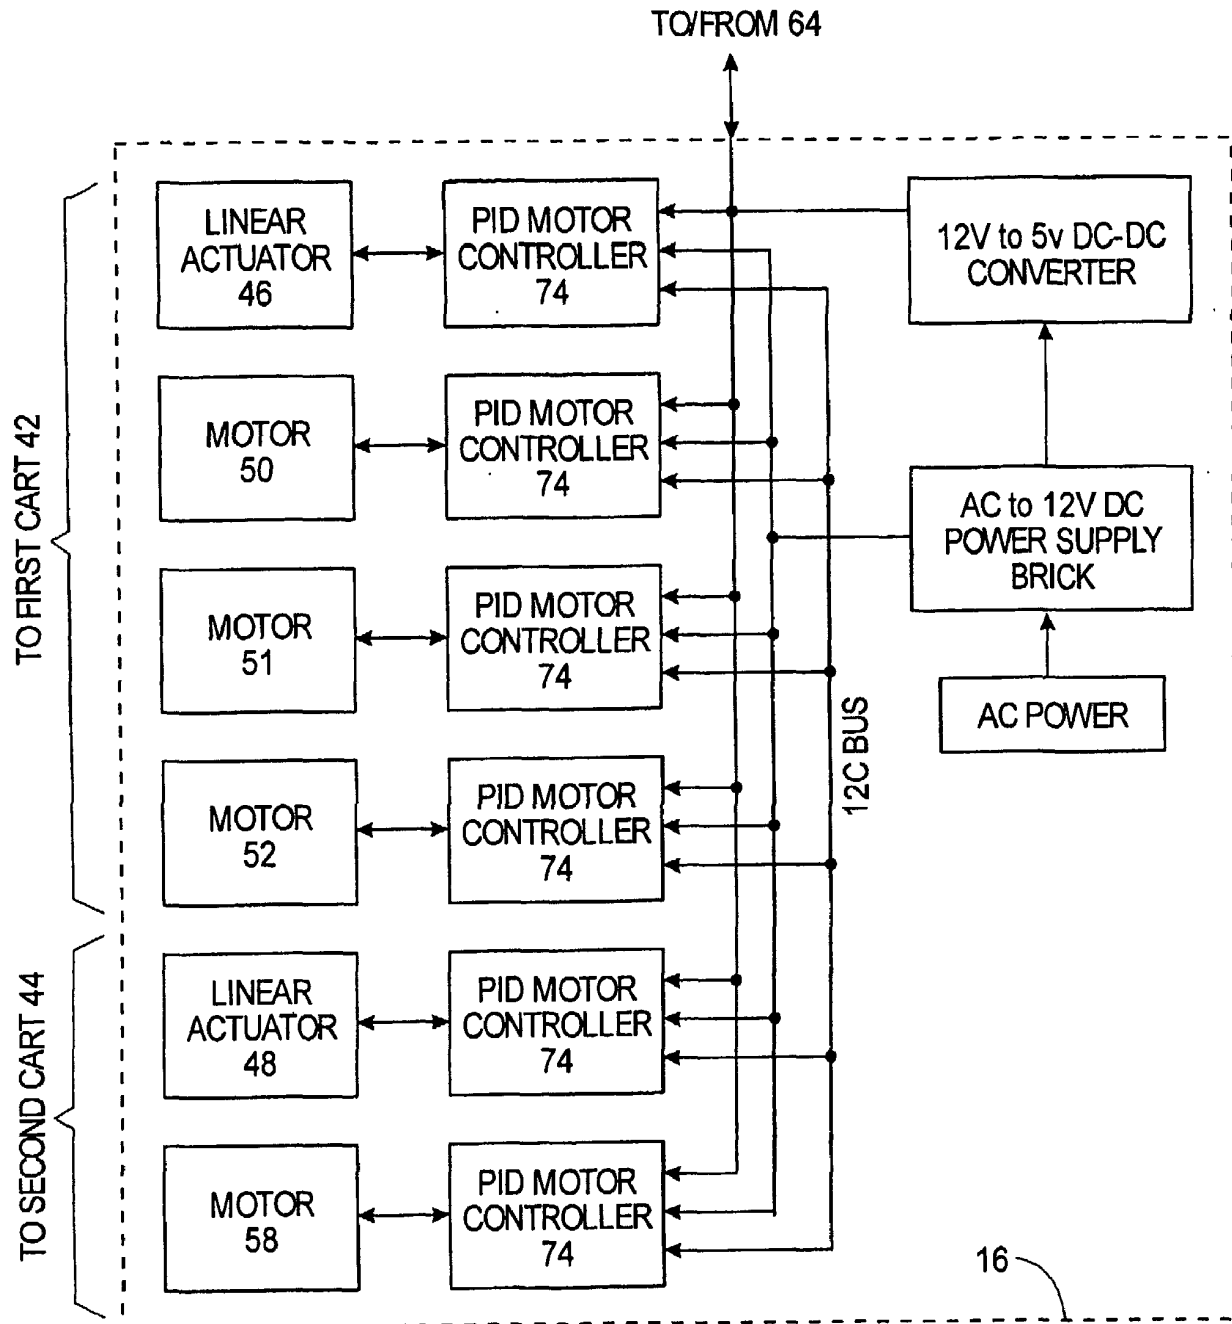 TO/FROM 64
LINEAR
ACTUATOR
46
PID MOTOR
CONTROLLER
74
12V to 5v DC-DC
CONVERTER
TO FIRST CART 42
MOTOR
50
PID MOTOR
CONTROLLER
74
AC to 12V DC
POWER SUPPLY
BRICK
MOTOR
51
PID MOTOR
CONTROLLER
74
AC POWER
12C BUS
MOTOR
52
PID MOTOR
CONTROLLER
74
TO SECOND CART 44
LINEAR
ACTUATOR
48
PID MOTOR
CONTROLLER
74
MOTOR
58
PID MOTOR
CONTROLLER
74
16